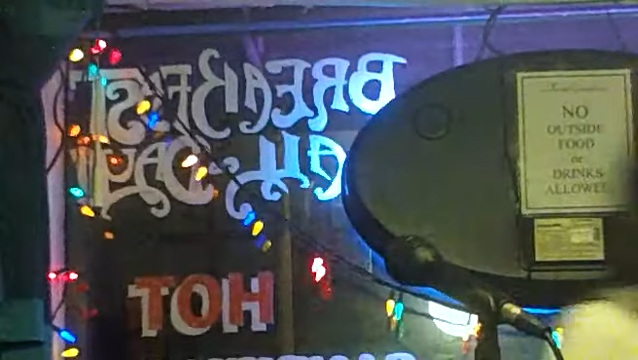 BREAKFAST
ALL-DAY
HOT
NO
OUTSIDE
FOOD
or
DRINKS
ALLOWED